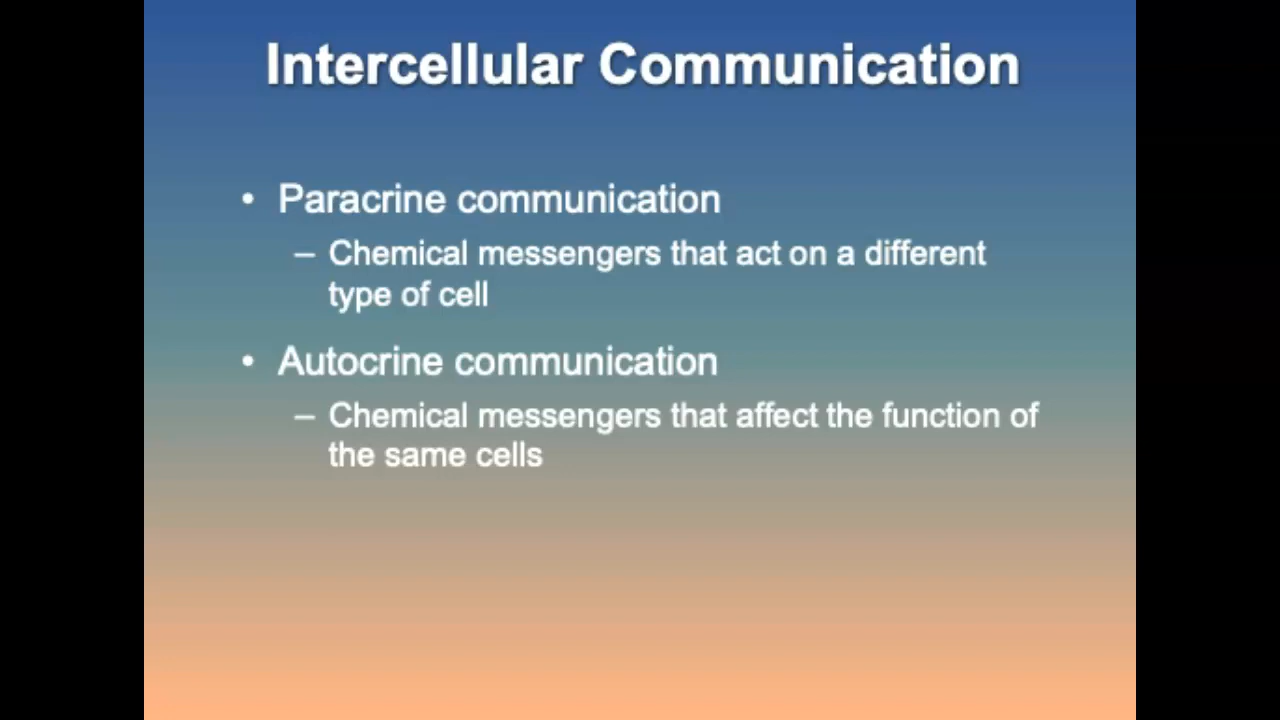 Intercellular Communication
• Paracrine communication
– Chemical messengers that act on a different
type of cell
• Autocrine communication
– Chemical messengers that affect the function of
the same cells